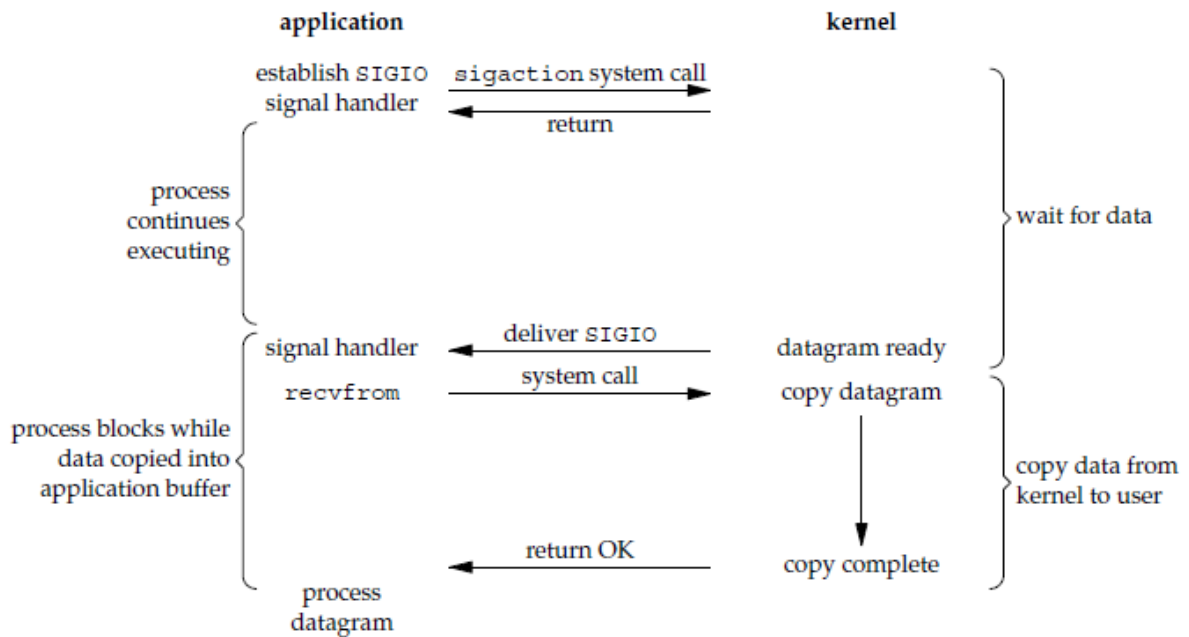 application
kernel
establish SIGIO
signal handler
sigaction system call
return
process
continues
executing
wait for data
signal handler
deliver SIGIO
datagram ready
recvfrom
system call
copy datagram
process blocks while
data copied into
application buffer
copy data from
kernel to user
return OK
copy complete
process
datagram